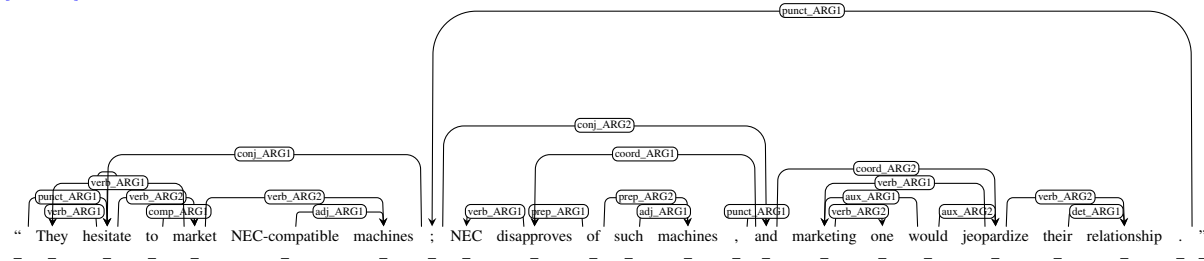 punct_ARG1
conj_ARG2
conj_ARG1 coord_ARG1
coord_ARG2
verb_ARG1 verb_ARG1
punct_ARG1 verb_ARG2 verb_ARG2 prep_ARG2 aux_ARG1 verb_ARG2
verb_ARG1 comp_ARG1 adj_ARG1 verb_ARG1 prep_ARG1 adj_ARG1 punct_ARG1 verb_ARG2 aux_ARG2 det_ARG1
“ They hesitate to market NEC-compatible machines ; NEC disapproves of such machines , and marketing one would jeopardize their relationship . ”